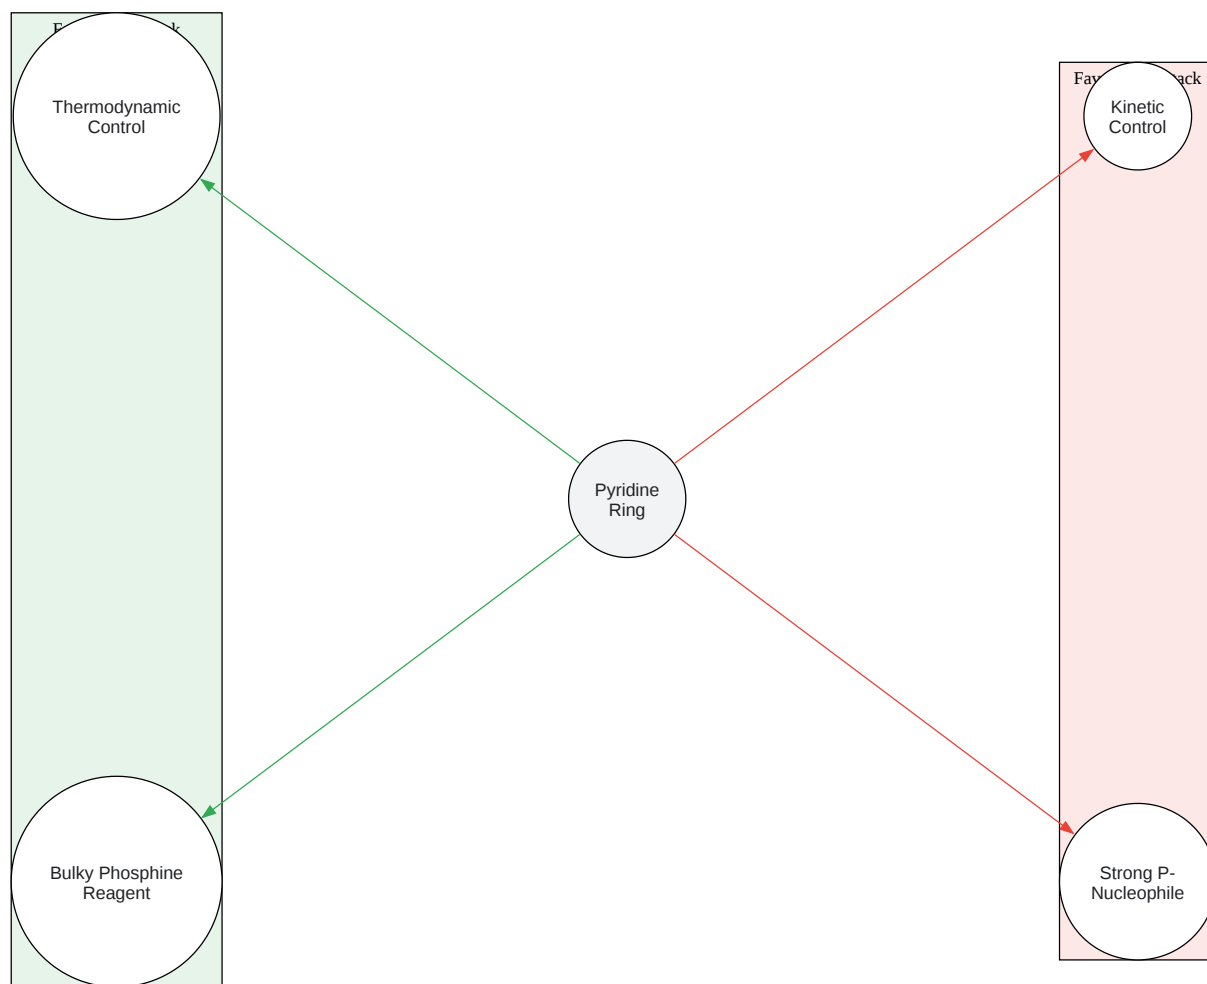 Thermodynamic
Control
Kinetic
Control
Pyridine
Ring
Bulky Phosphine
Reagent
Strong P-
Nucleophile